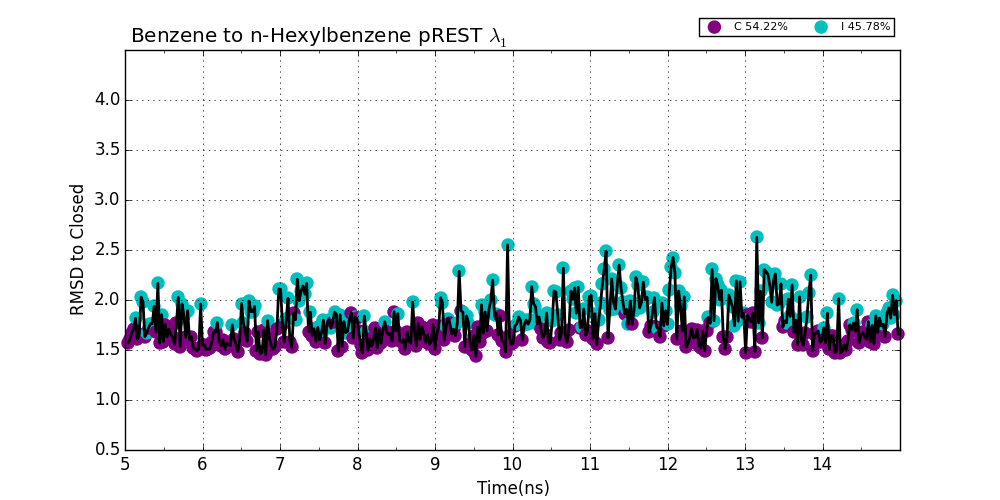 Benzene to n-Hexylbenzene pREST λ1
C 54.22% I 45.78%
RMSD to Closed
4.0
3.5
3.0
2.5
2.0
1.5
1.0
0.5
5 6 7 8 9 10 11 12 13 14
Time(ns)